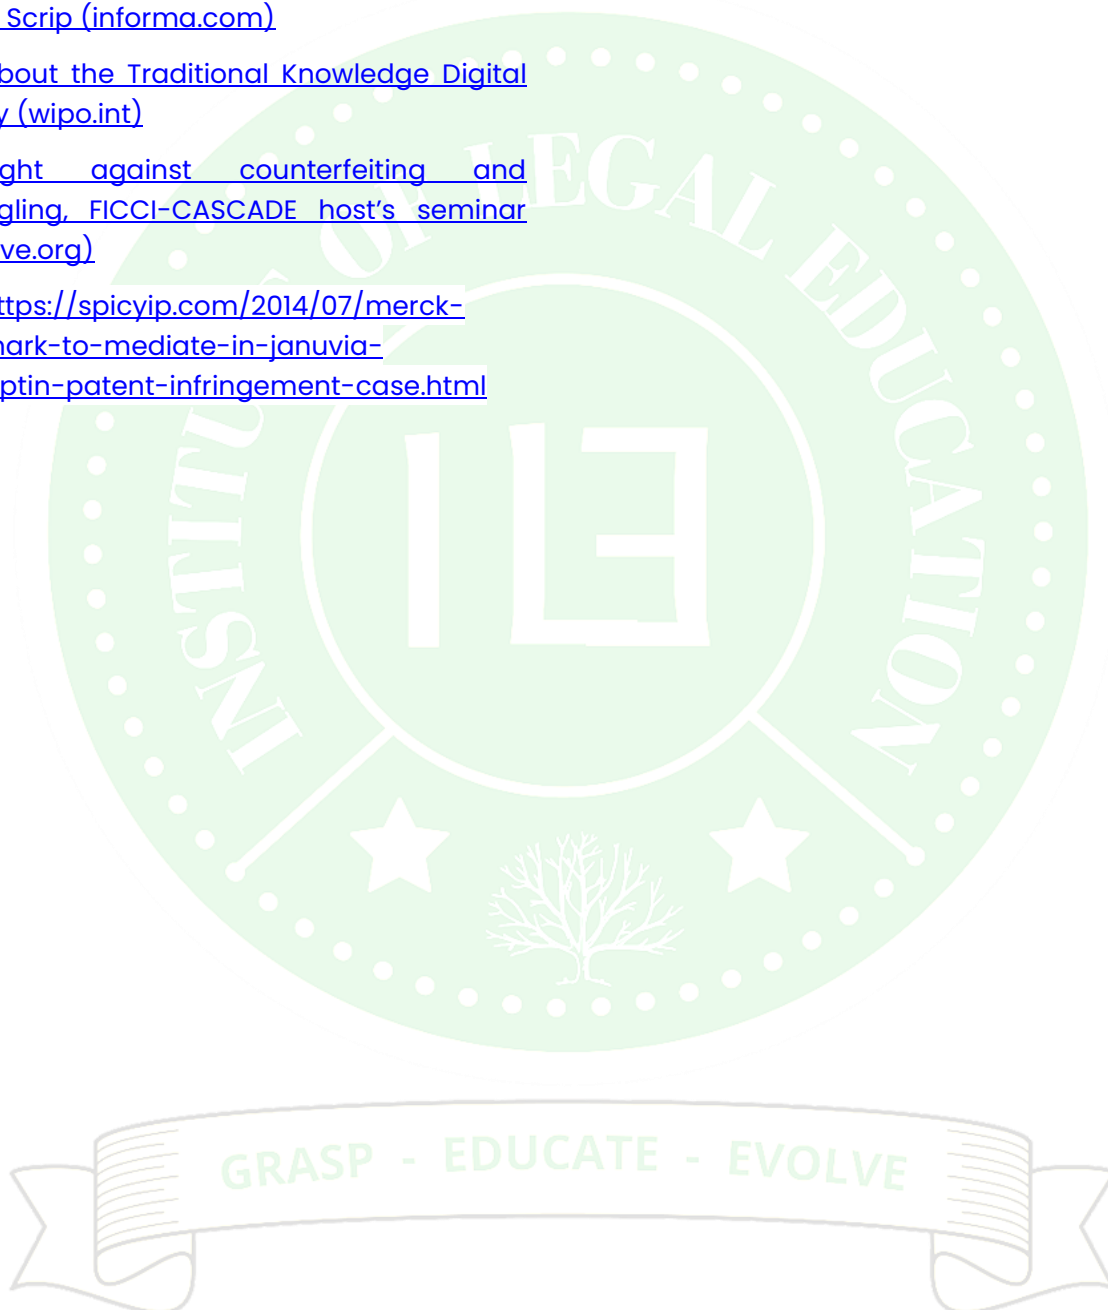 Scrip (informa.com)
bout the Traditional Knowledge Digital
y (wipo.int)
ght against counterfeiting and
gling, FICCI-CASCADE host’s seminar
ve.org)
ttps://spicyip.com/2014/07/merck-
nark-to-mediate-in-januvia-
ptin-patent-infringement-case.html
INSTITUTE OF LEGAL EDUCATION
ILE
GRASP - EDUCATE - EVOLVE